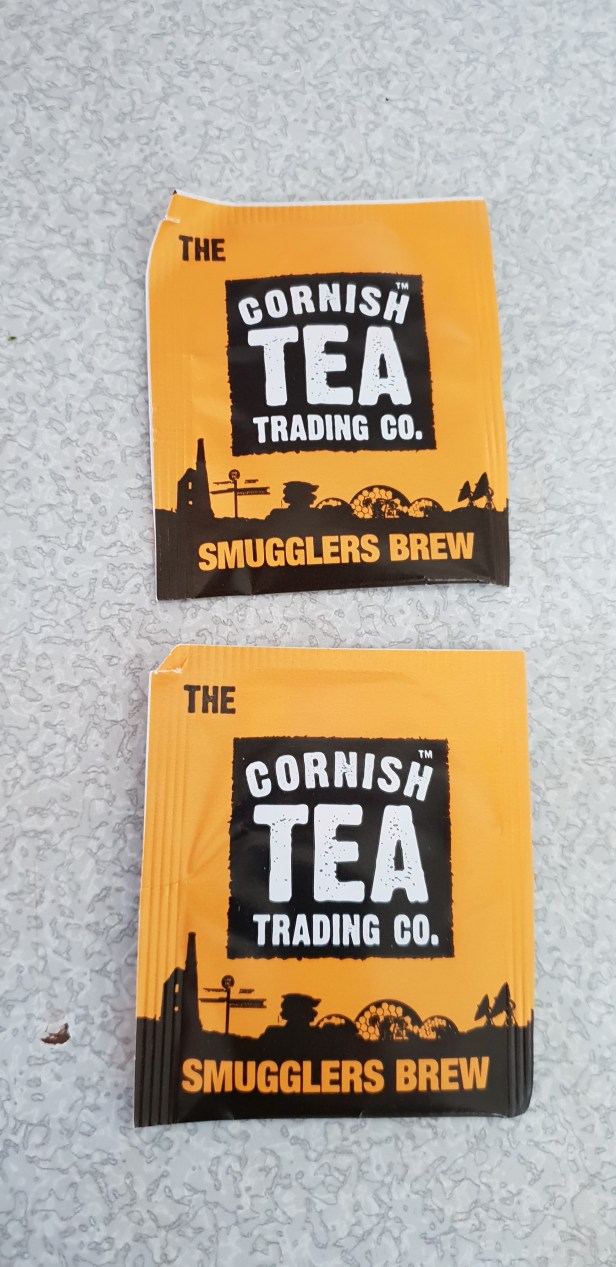 THE
CORNISH™
TEA
TRADING CO.
SMUGGLERS BREW
THE
CORNISH™
TEA
TRADING CO.
SMUGGLERS BREW